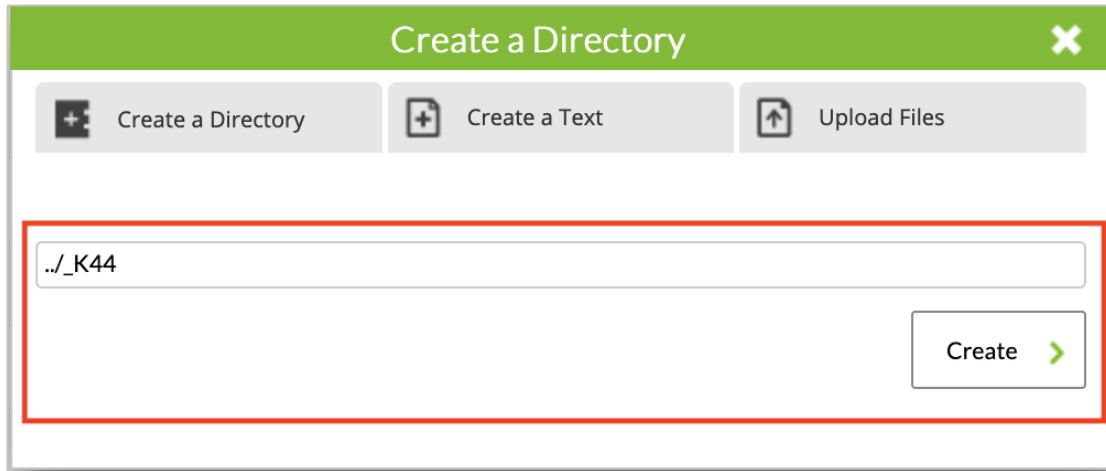 Create a Directory
Create a Directory
Create a Text
Upload Files
../_K44
Create